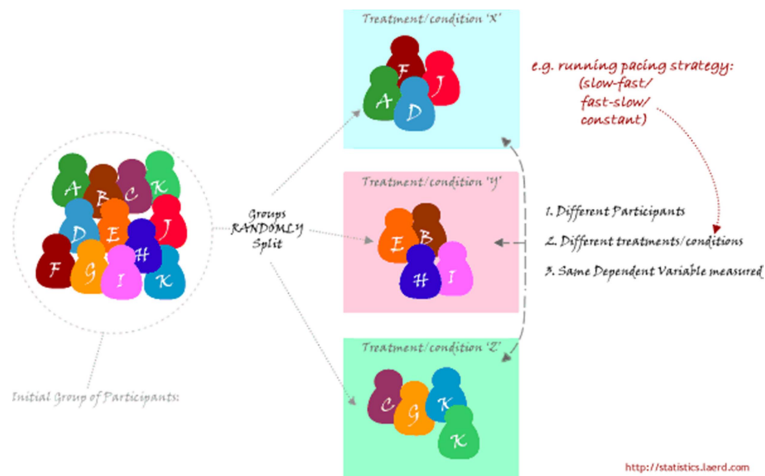 Treatment/condition 'X'
F
J
A
D
e.g. running pacing strategy:
(slow-fast/
fast-slow/
constant)
A
B
C
K
D
E
J
H
F
G
I
K
Groups
RANDOMLY
Split
Treatment/condition 'Y'
E
B
H
I
1. Different Participants
2. Different treatments/conditions
3. Same Dependent Variable measured
Treatment/condition 'Z'
C
G
K
K
Initial Group of Participants:
http://statistics.laerd.com